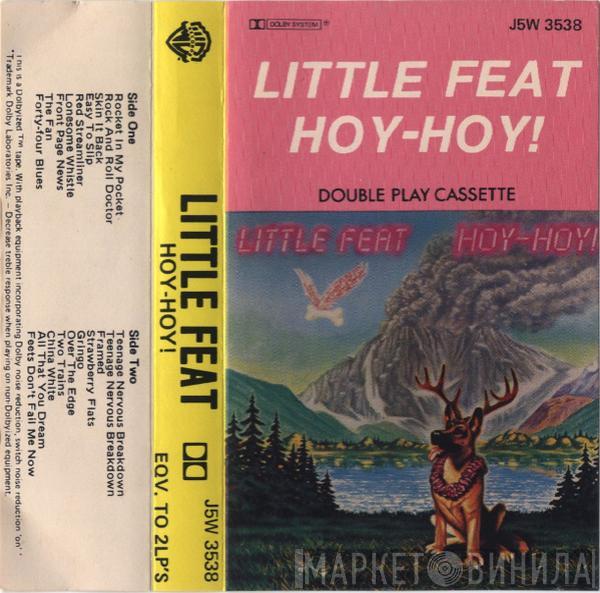 This is a Dolbyized TM tape. With playback equipment incorporating Dolby noise reduction, switch noise reduction 'on'
*Trademark Dolby Laboratories Inc. — Decrease treble response when playing on non-Dolbyized equipment.
Side One
Rocket In My Pocket
Rock And Roll Doctor
Skin It Back
Easy To Slip
Red Streamliner
Lonesome Whistle
Front Page News
The Fan
Forty-four Blues
Side Two
Teenage Nervous Breakdown
Teenage Nervous Breakdown
Framed
Strawberry Flats
Gringo
Over The Edge
Two Trains
China White
All That You Dream
Feets Don't Fail Me Now
LITTLE FEAT
HOY-HOY!
J5W 3538
EQV. TO 2LP'S
DOLBY SYSTEM
J5W 3538
LITTLE FEAT
HOY-HOY!
DOUBLE PLAY CASSETTE
LITTLE FEAT HOY-HOY!
МАРКЕТ ВИНИЛА